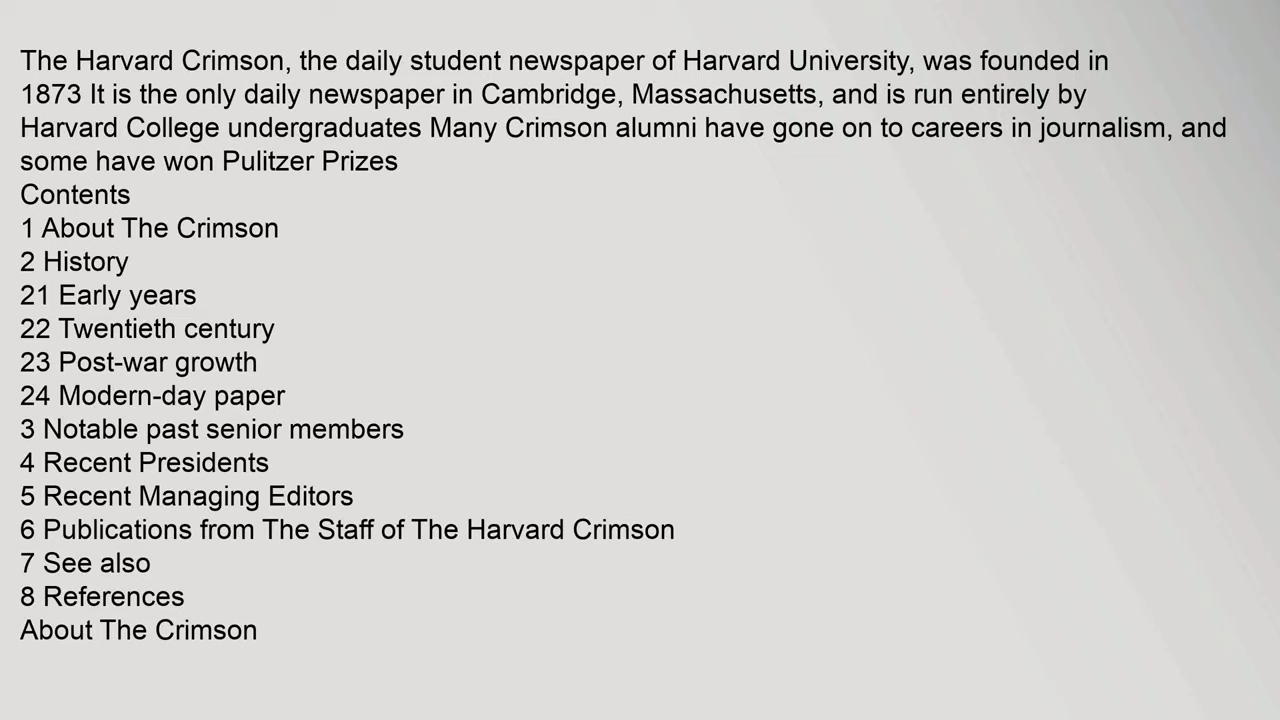 The Harvard Crimson, the daily student newspaper of Harvard University, was founded in
1873 It is the only daily newspaper in Cambridge, Massachusetts, and is run entirely by
Harvard College undergraduates Many Crimson alumni have gone on to careers in journalism, and
some have won Pulitzer Prizes
Contents
1 About The Crimson
2 History
21 Early years
22 Twentieth century
23 Post-war growth
24 Modern-day paper
3 Notable past senior members
4 Recent Presidents
5 Recent Managing Editors
6 Publications from The Staff of The Harvard Crimson
7 See also
8 References
About The Crimson